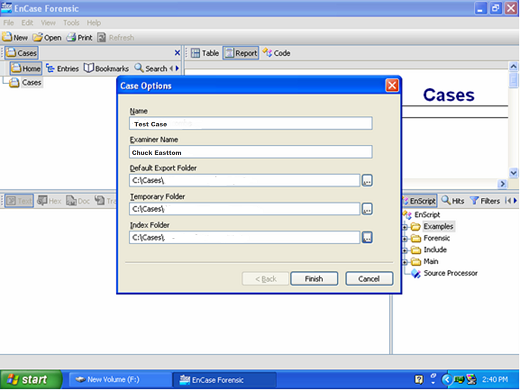 EnCase Forensic
File Edit View Tools Help
New Open Print Refresh
Cases
Table Report Code
Home Entries Bookmarks Search
Cases
Cases
Case Options
Name
Test Case
Examiner Name
Chuck Easttom
Default Export Folder
C:\Cases\
...
Temporary Folder
C:\Cases\
...
Index Folder
C:\Cases\
...
< Back Finish Cancel
Text Hex Doc
EnScript Hits Filters
EnScript
Examples
Forensic
Include
Main
Source Processor
start
New Volume (F:)
EnCase Forensic
2:40 PM